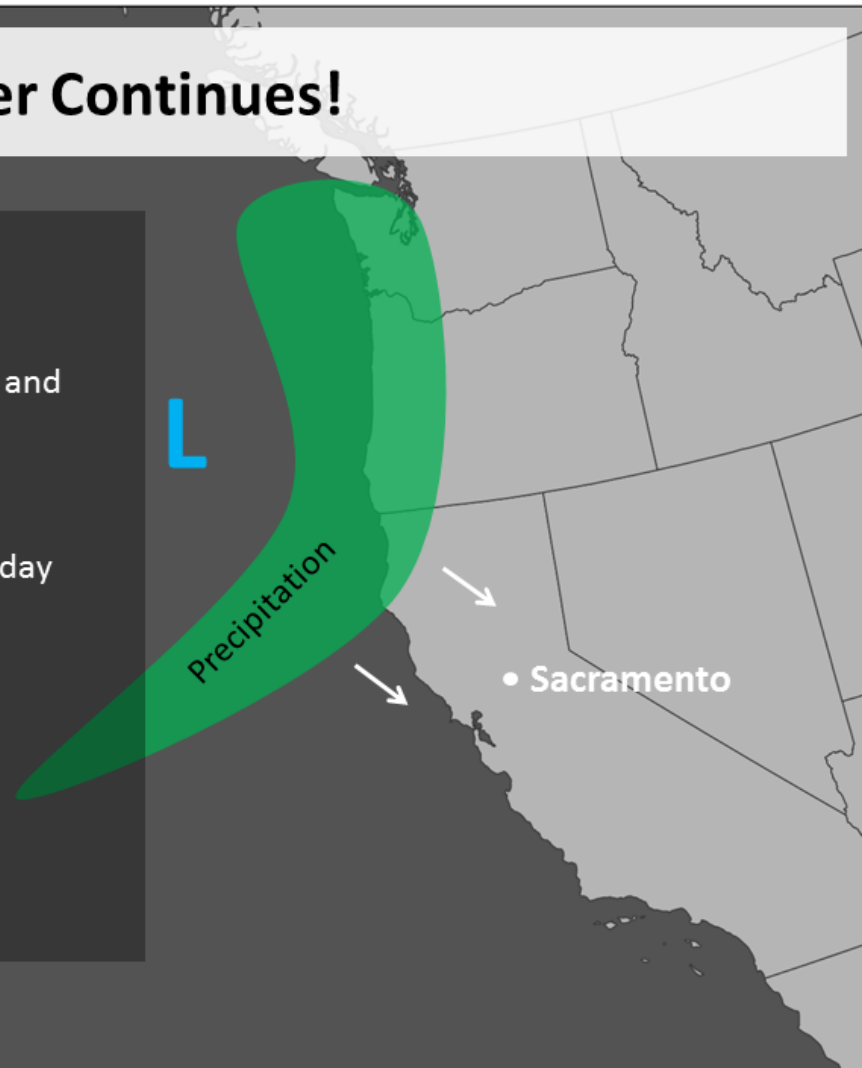 er Continues!
and
L
day
Precipitation
Sacramento